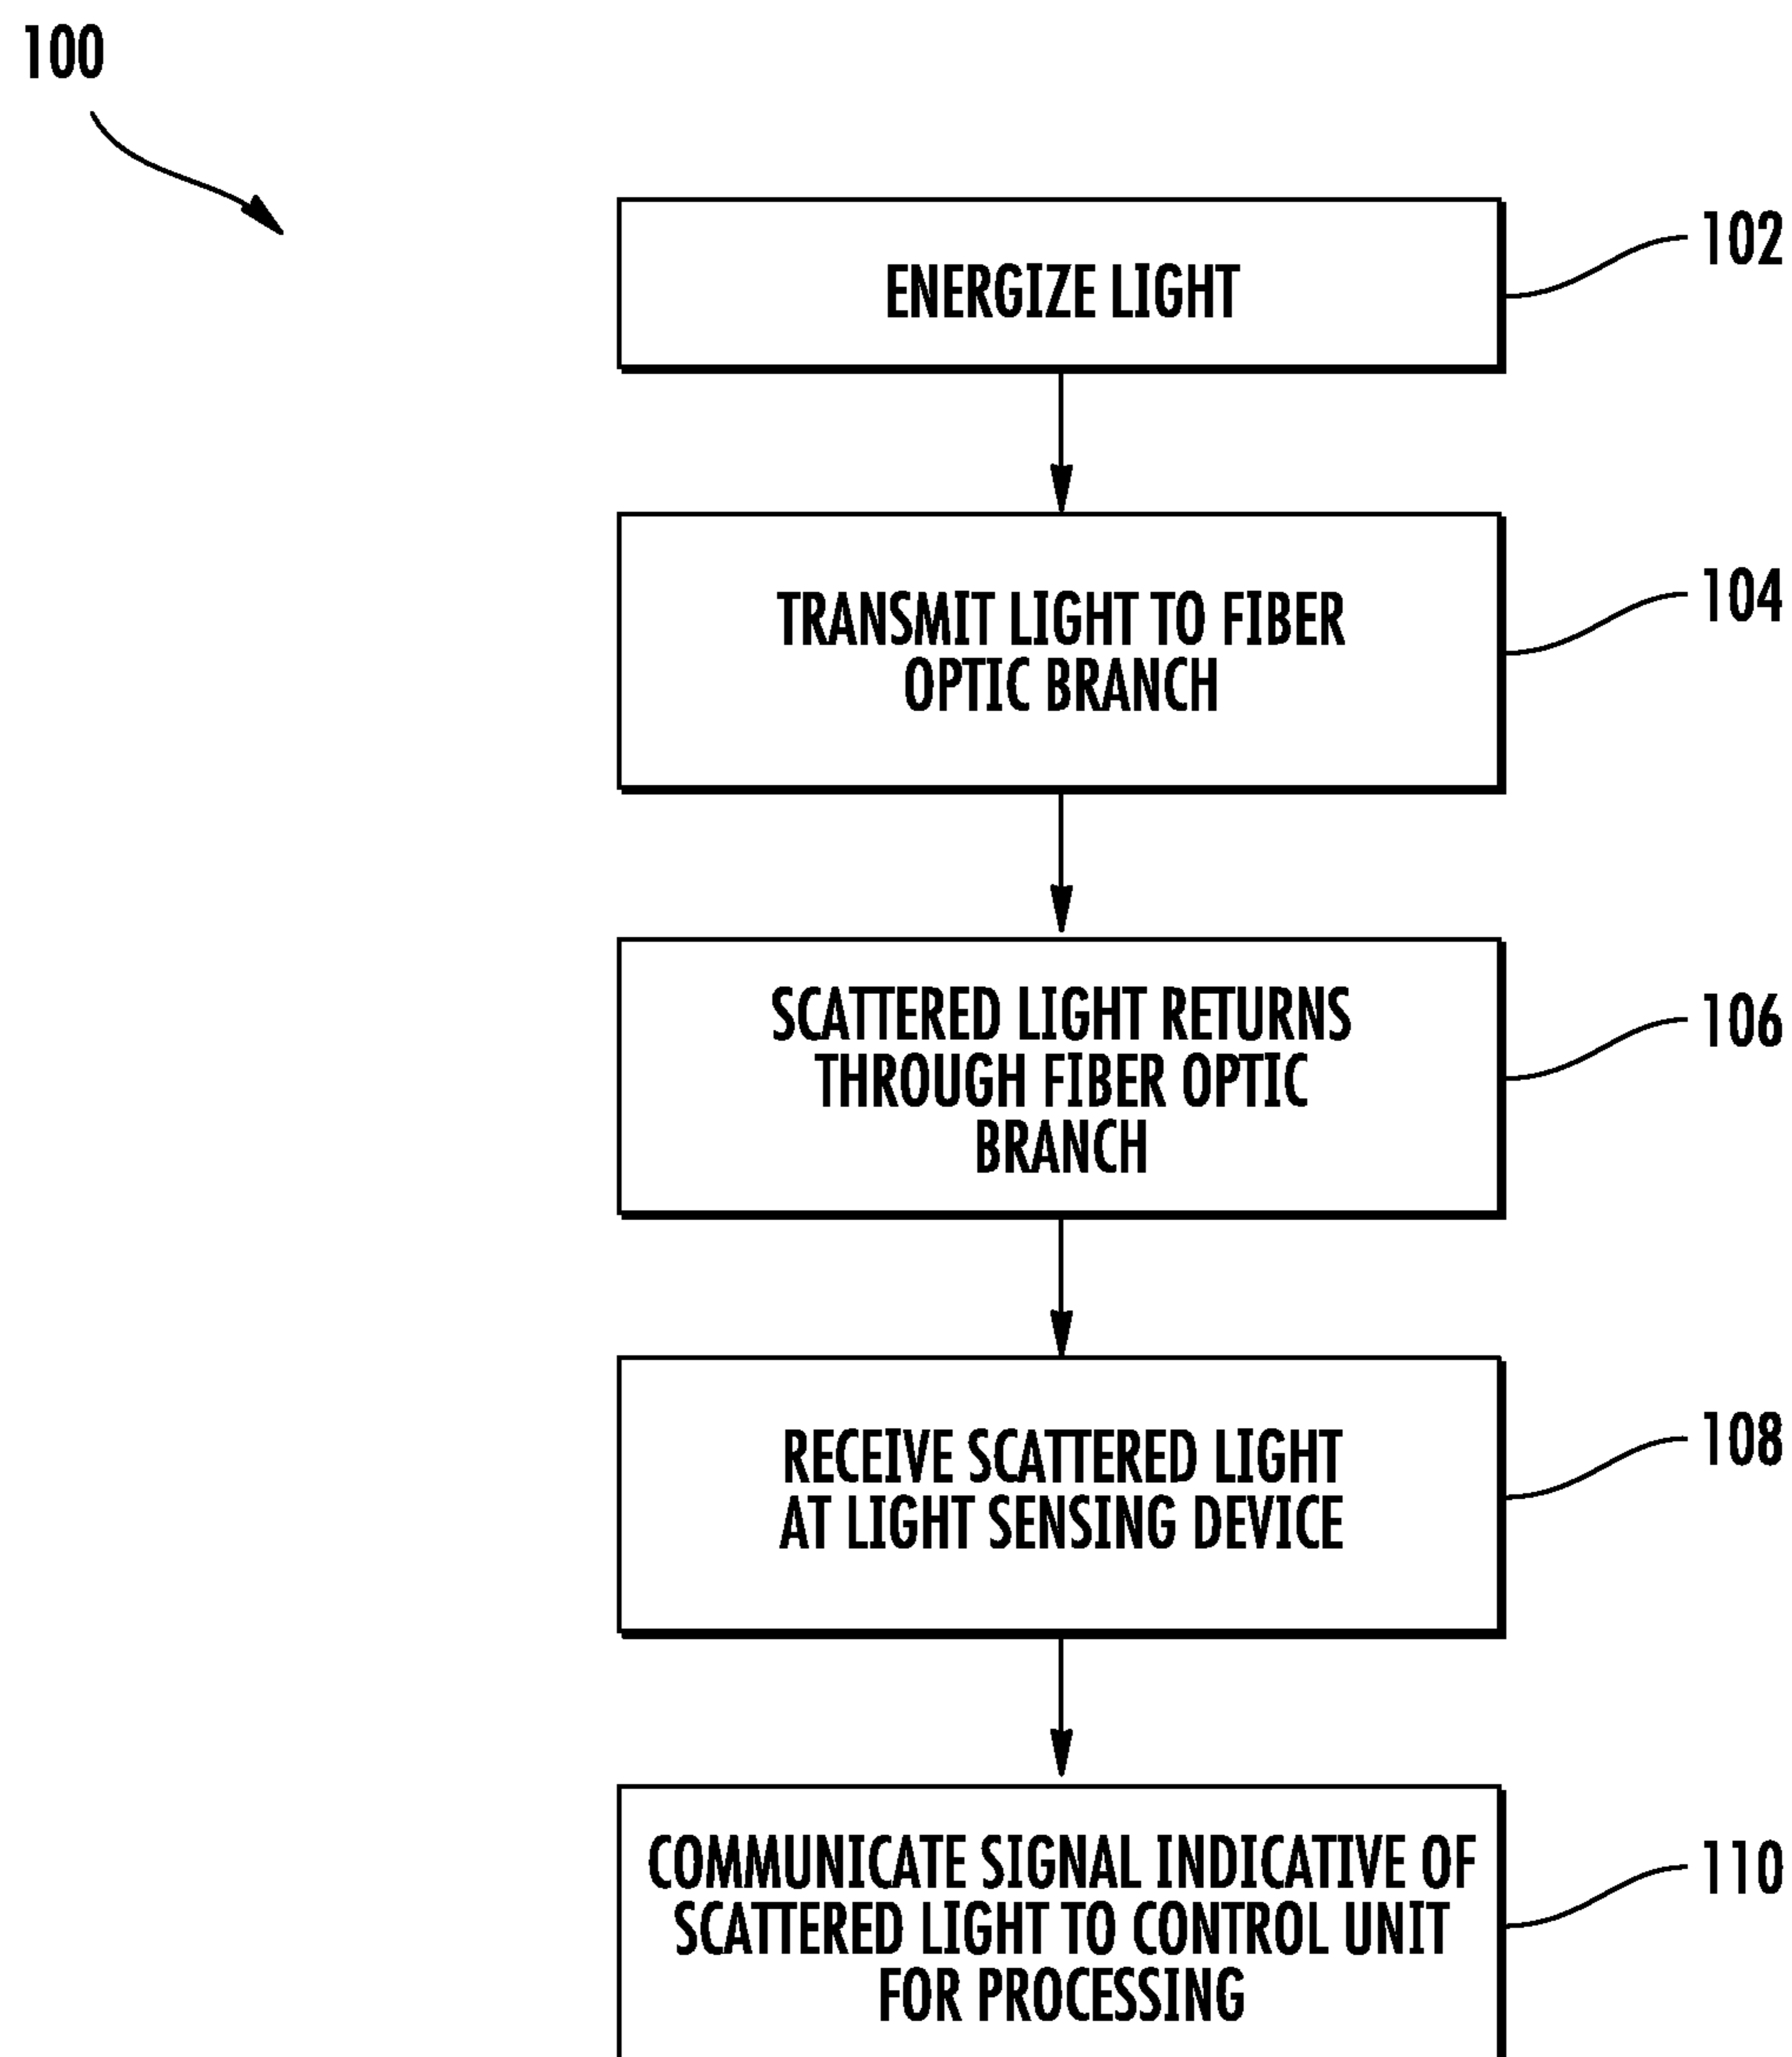 100
ENERGIZE LIGHT
102
TRANSMIT LIGHT TO FIBER
OPTIC BRANCH
104
SCATTERED LIGHT RETURNS
THROUGH FIBER OPTIC
BRANCH
106
RECEIVE SCATTERED LIGHT
AT LIGHT SENSING DEVICE
108
COMMUNICATE SIGNAL INDICATIVE OF
SCATTERED LIGHT TO CONTROL UNIT
FOR PROCESSING
110